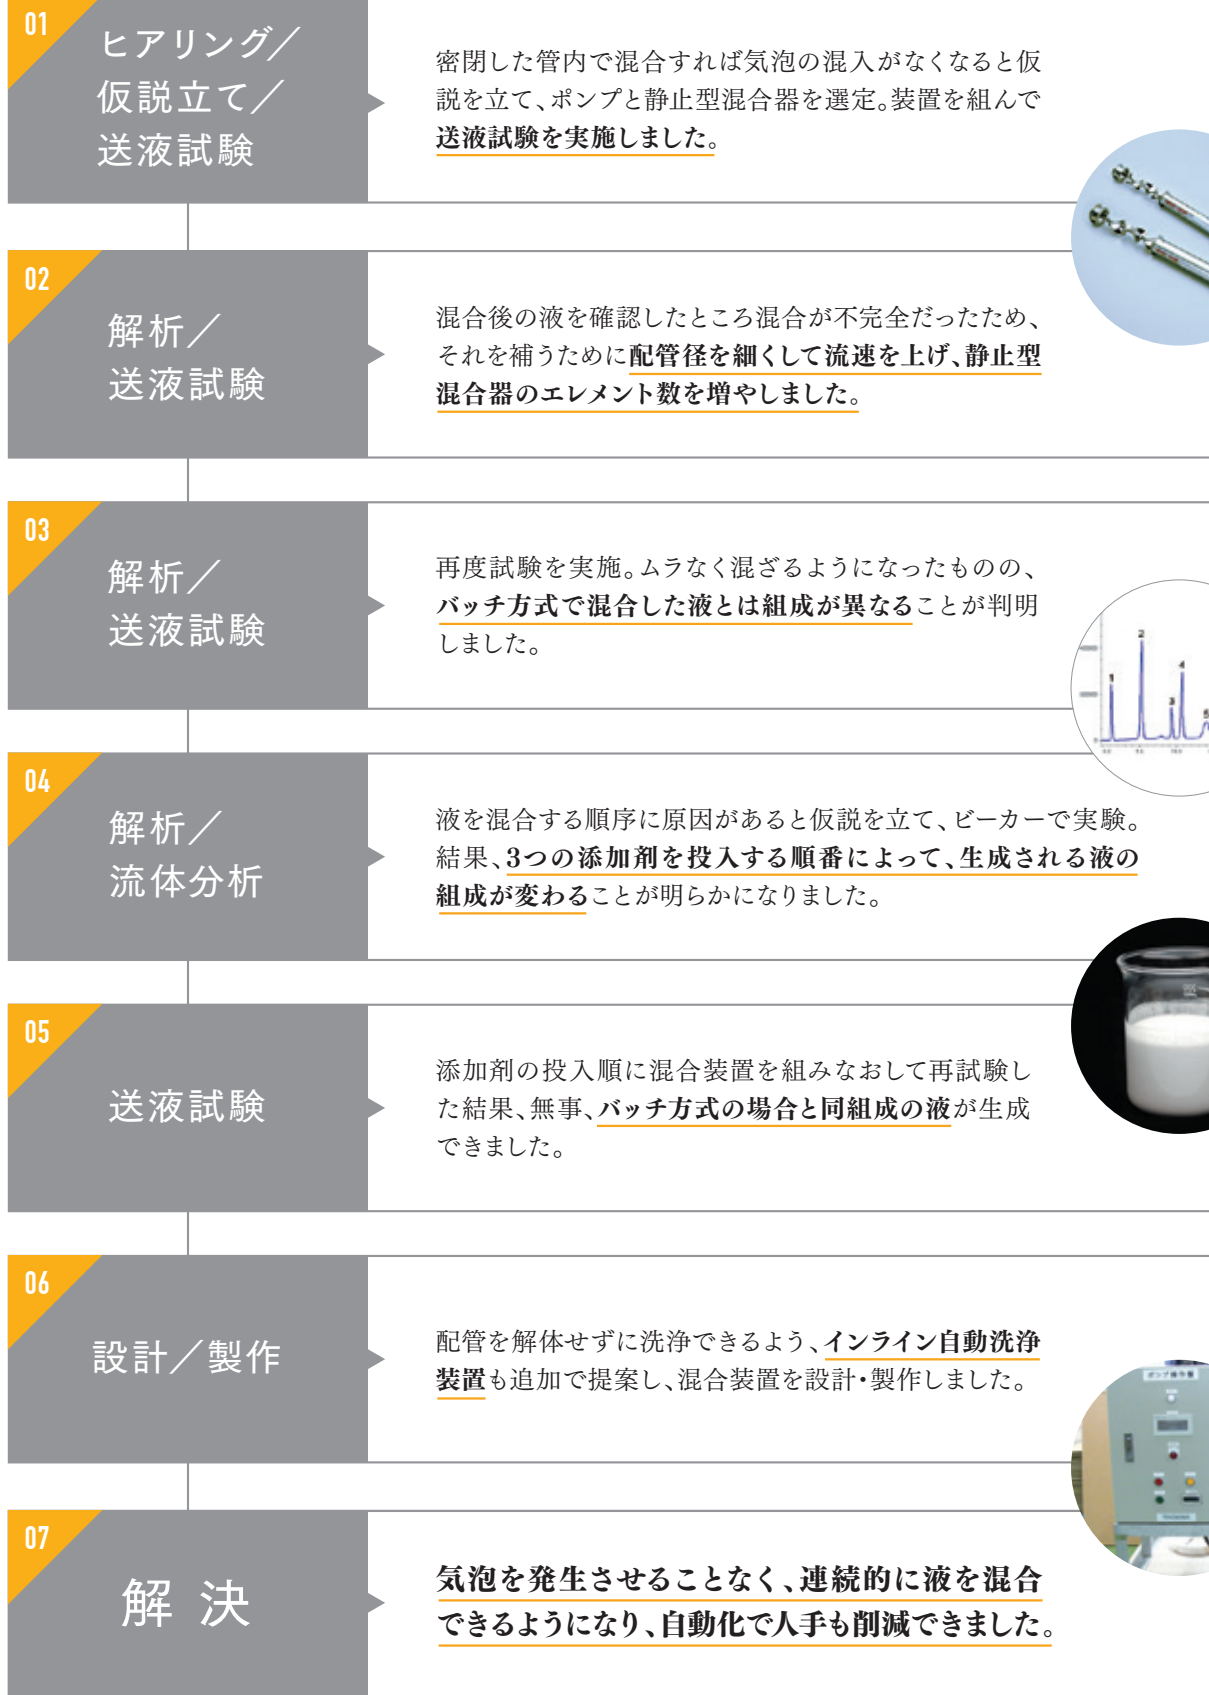 01
ヒアリング／
仮説立て／
送液試験
密閉した管内で混合すれば気泡の混入がなくなると仮
説を立て、ポンプと静止型混合器を選定。装置を組んで
送液試験を実施しました。
02
解析／
送液試験
混合後の液を確認したところ混合が不完全だったため、
それを補うために配管径を細くして流速を上げ、静止型
混合器のエレメント数を増やしました。
03
解析／
送液試験
再度試験を実施。ムラなく混ざるようになったものの、
バッチ方式で混合した液とは組成が異なることが判明
しました。
1
2
3
4
5
04
解析／
流体分析
液を混合する順序に原因があると仮説を立て、ビーカーで実験。
結果、3つの添加剤を投入する順番によって、生成される液の
組成が変わることが明らかになりました。
05
送液試験
添加剤の投入順に混合装置を組みなおして再試験し
た結果、無事、バッチ方式の場合と同組成の液が生成
できました。
06
設計／製作
配管を解体せずに洗浄できるよう、インライン自動洗浄
装置も追加で提案し、混合装置を設計・製作しました。
ポンプ操作盤
07
解 決
気泡を発生させることなく、連続的に液を混合
できるようになり、自動化で人手も削減できました。